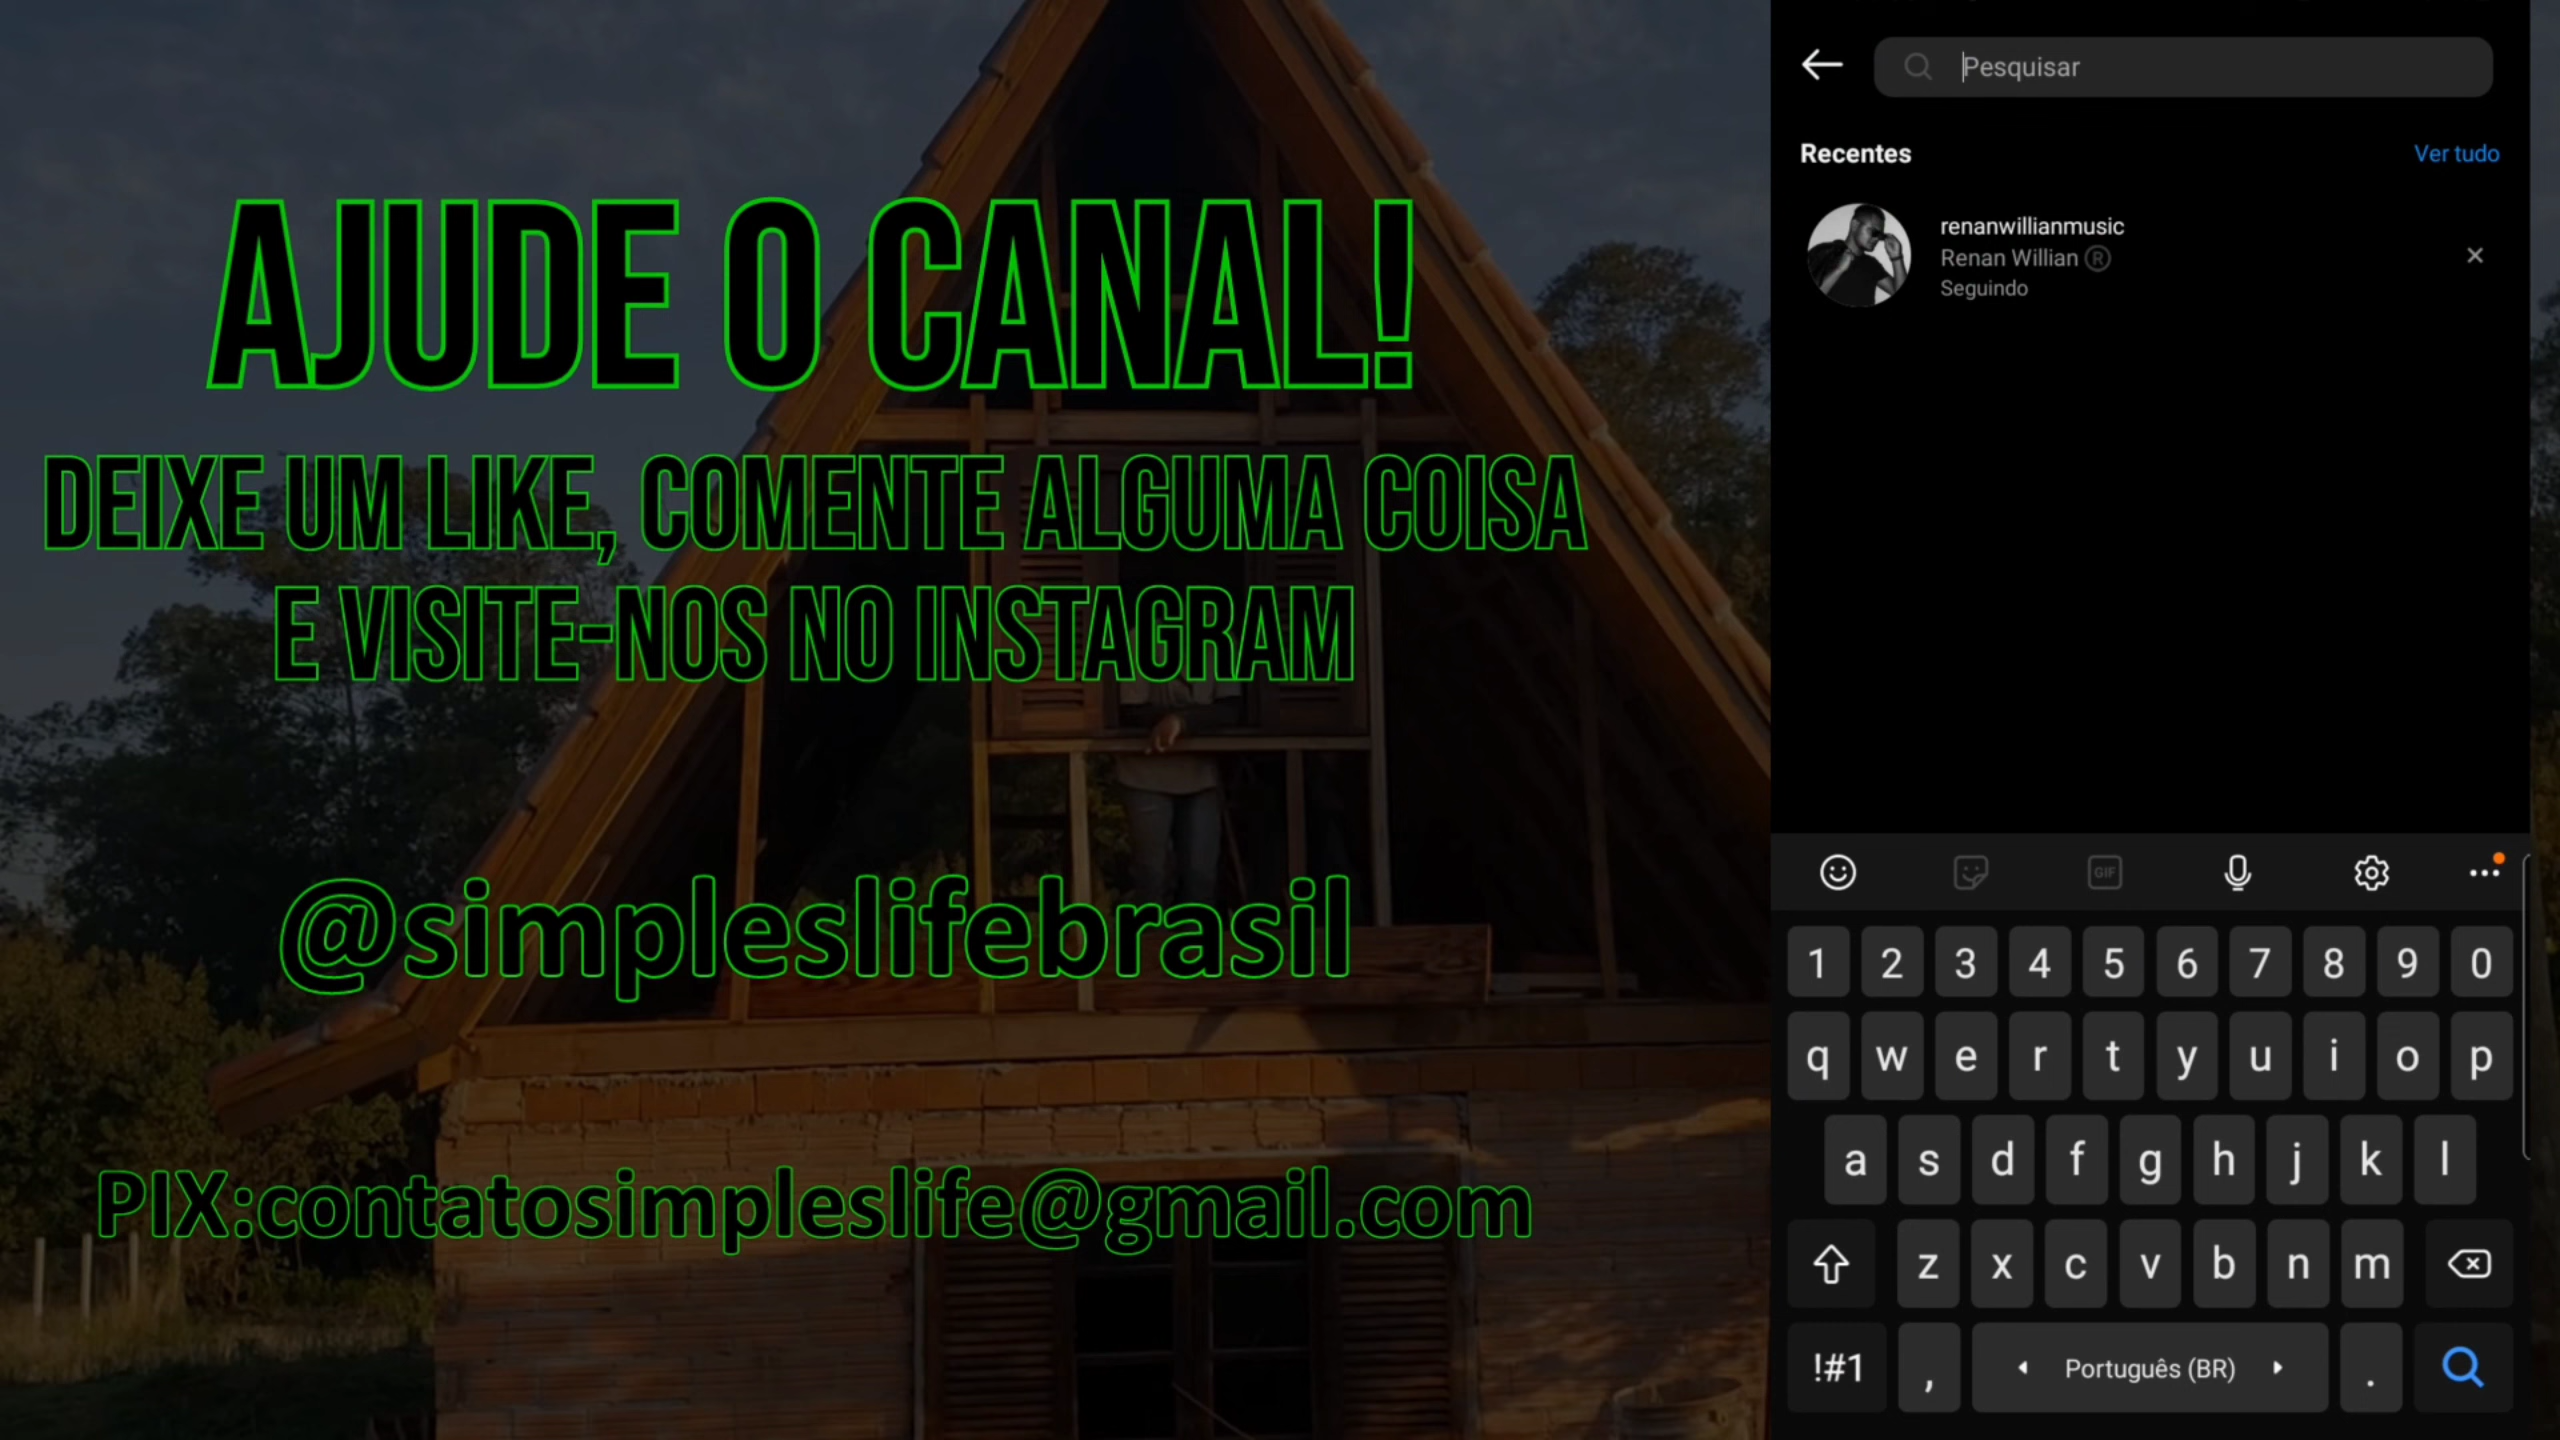 AJUDE O CANAL!
DEIXE UM LIKE, COMENTE ALGUMA COISA
E VISITE-NOS NO INSTAGRAM
@simpleslifebrasil
PIX:contatosimpleslife@gmail.com
Pesquisar
Recentes
Ver tudo
renanwillianmusic
Renan Willian ®
Seguindo
GIF
1 2 3 4 5 6 7 8 9 0
q w e r t y u i o p
a s d f g h j k l
z x c v b n m
!#1 , Português (BR) .